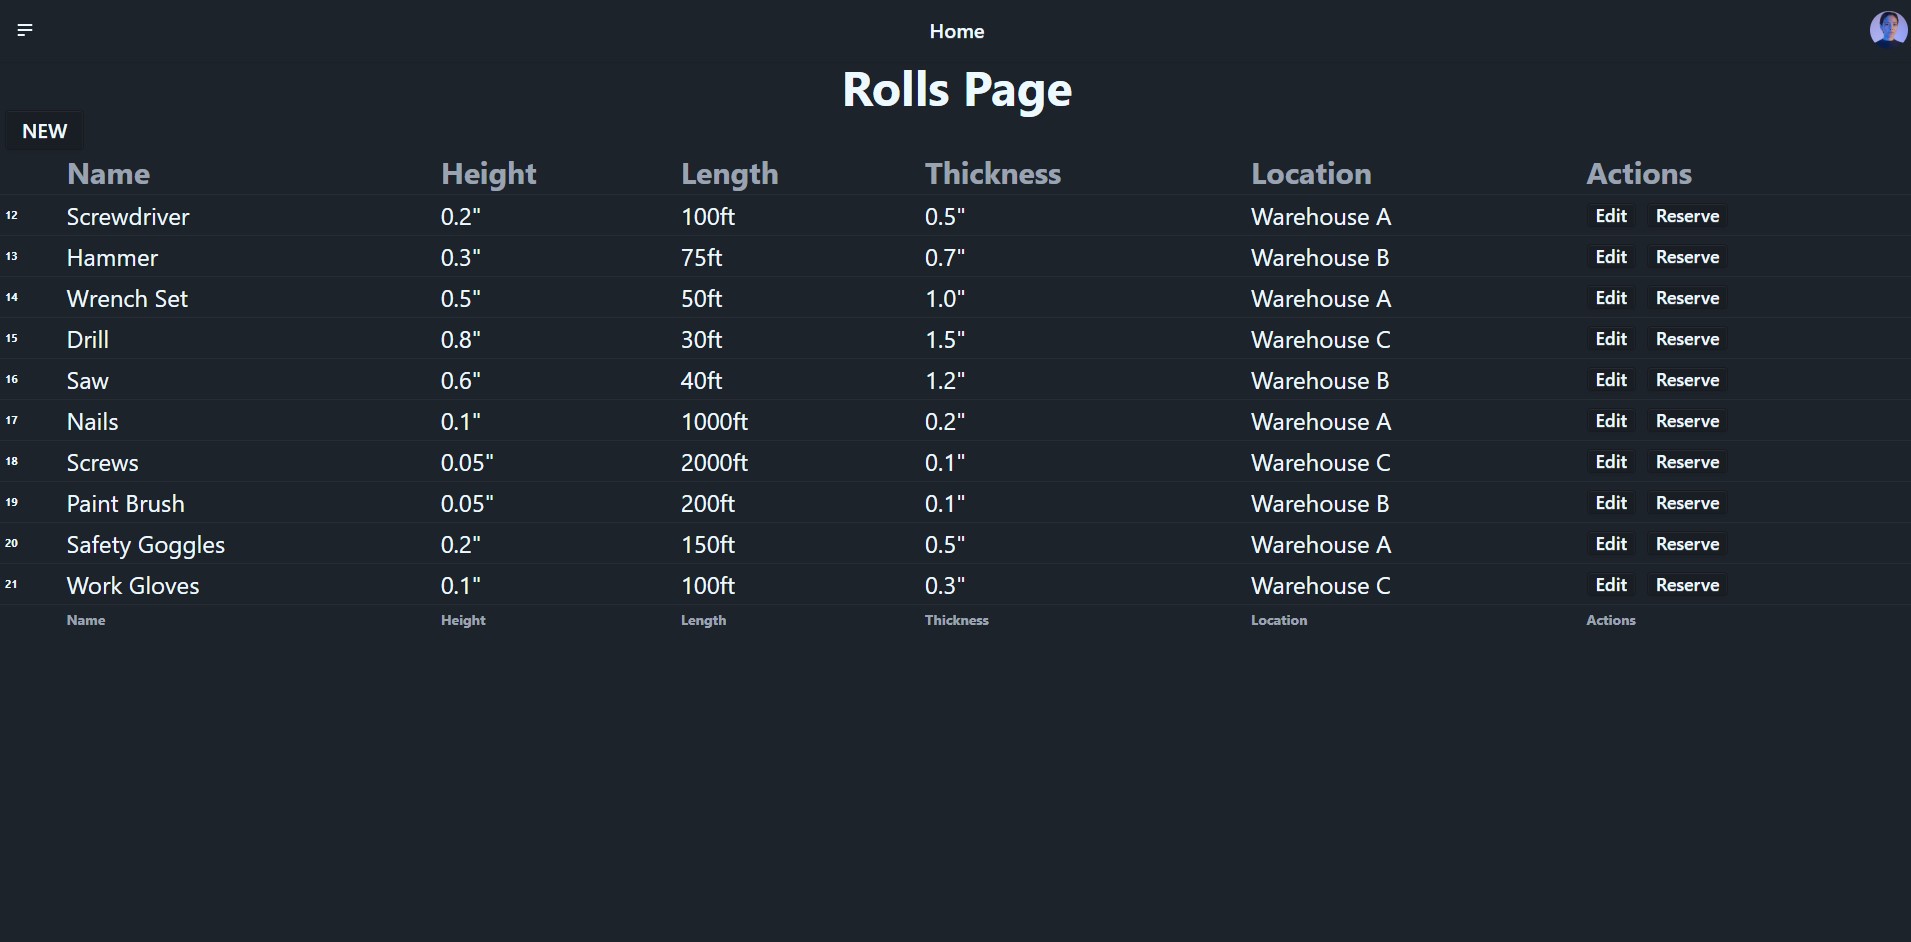 Home
Rolls Page
NEW
Name Height Length Thickness Location Actions
12 Screwdriver 0.2" 100ft 0.5" Warehouse A Edit Reserve
13 Hammer 0.3" 75ft 0.7" Warehouse B Edit Reserve
14 Wrench Set 0.5" 50ft 1.0" Warehouse A Edit Reserve
15 Drill 0.8" 30ft 1.5" Warehouse C Edit Reserve
16 Saw 0.6" 40ft 1.2" Warehouse B Edit Reserve
17 Nails 0.1" 1000ft 0.2" Warehouse A Edit Reserve
18 Screws 0.05" 2000ft 0.1" Warehouse C Edit Reserve
19 Paint Brush 0.05" 200ft 0.1" Warehouse B Edit Reserve
20 Safety Goggles 0.2" 150ft 0.5" Warehouse A Edit Reserve
21 Work Gloves 0.1" 100ft 0.3" Warehouse C Edit Reserve
Name Height Length Thickness Location Actions